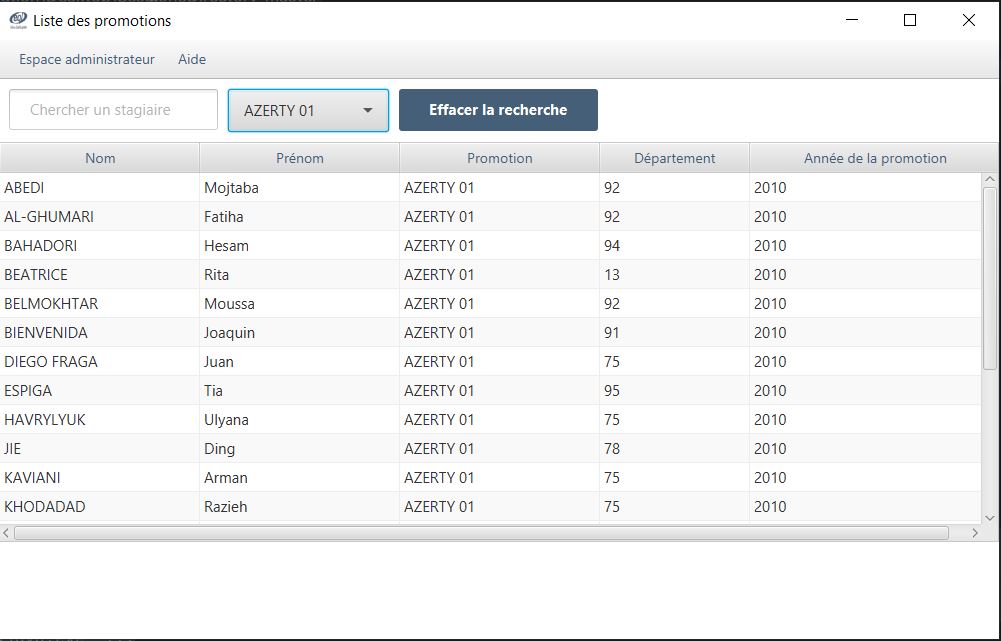 Liste des promotions
Espace administrateur Aide
Chercher un stagiaire AZERTY 01 Effacer la recherche
Nom Prénom Promotion Département Année de la promotion
ABEDI Mojtaba AZERTY 01 92 2010
AL-GHUMARI Fatiha AZERTY 01 92 2010
BAHADORI Hesam AZERTY 01 94 2010
BEATRICE Rita AZERTY 01 13 2010
BELMOKHTAR Moussa AZERTY 01 92 2010
BIENVENIDA Joaquin AZERTY 01 91 2010
DIEGO FRAGA Juan AZERTY 01 75 2010
ESPIGA Tia AZERTY 01 95 2010
HAVRYLYUK Ulyana AZERTY 01 75 2010
JIE Ding AZERTY 01 78 2010
KAVIANI Arman AZERTY 01 75 2010
KHODADAD Razieh AZERTY 01 75 2010